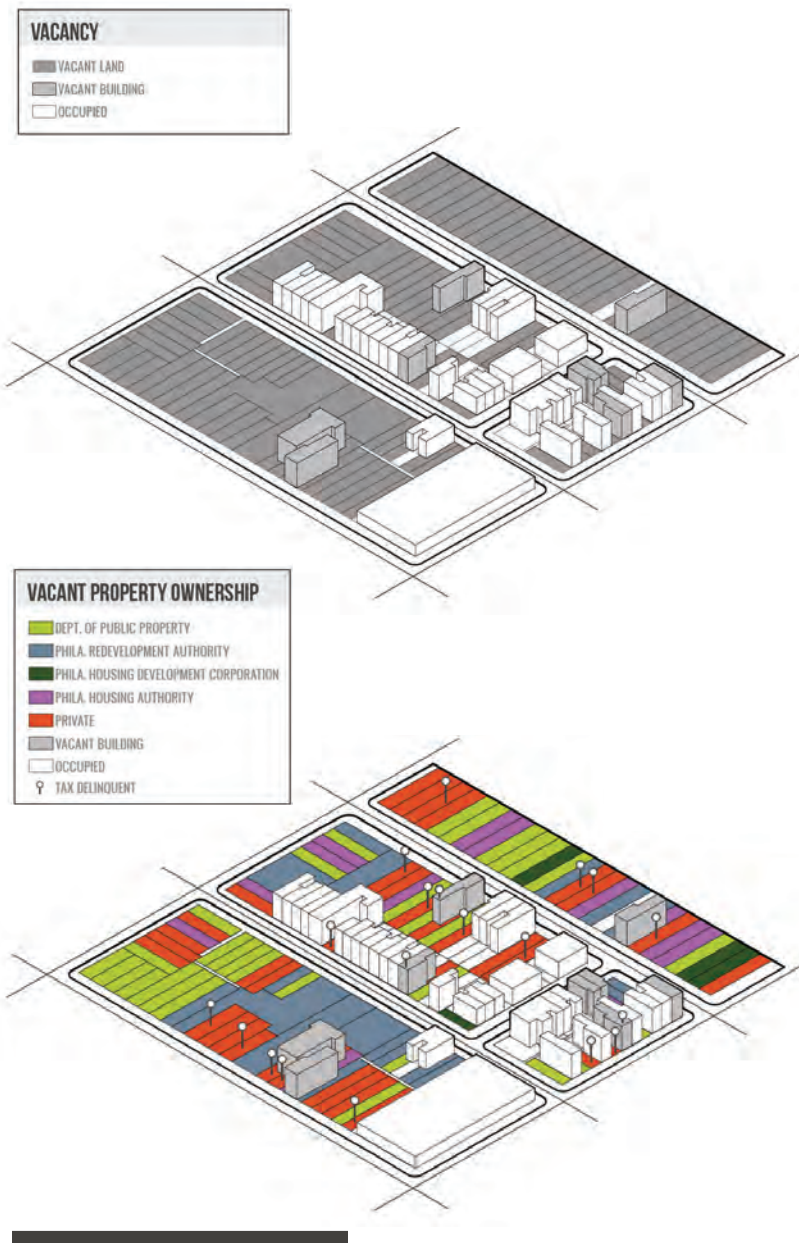 VACANCY
VACANT LAND
VACANT BUILDING
OCCUPIED
VACANT PROPERTY OWNERSHIP
DEPT. OF PUBLIC PROPERTY
PHILA. REDEVELOPMENT AUTHORITY
PHILA. HOUSING DEVELOPMENT CORPORATION
PHILA. HOUSING AUTHORITY
PRIVATE
VACANT BUILDING
OCCUPIED
TAX DELINQUENT